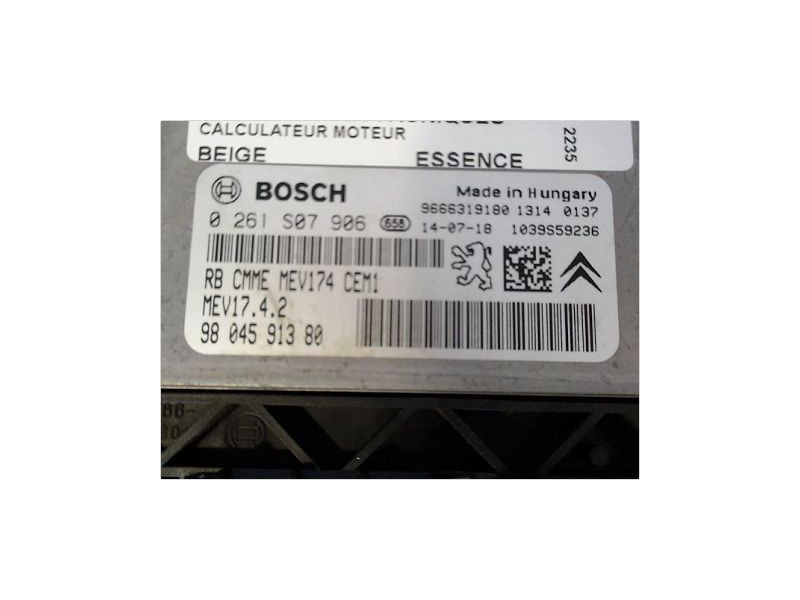 CALCULATEUR MOTEUR
BEIGE ESSENCE
2235
BOSCH Made in Hungary
9666319180 1314 0137
0 261 S07 906 658 14-07-18 1039S59236
RB CMME MEV174 CEM1
MEV17.4.2
98 045 913 80